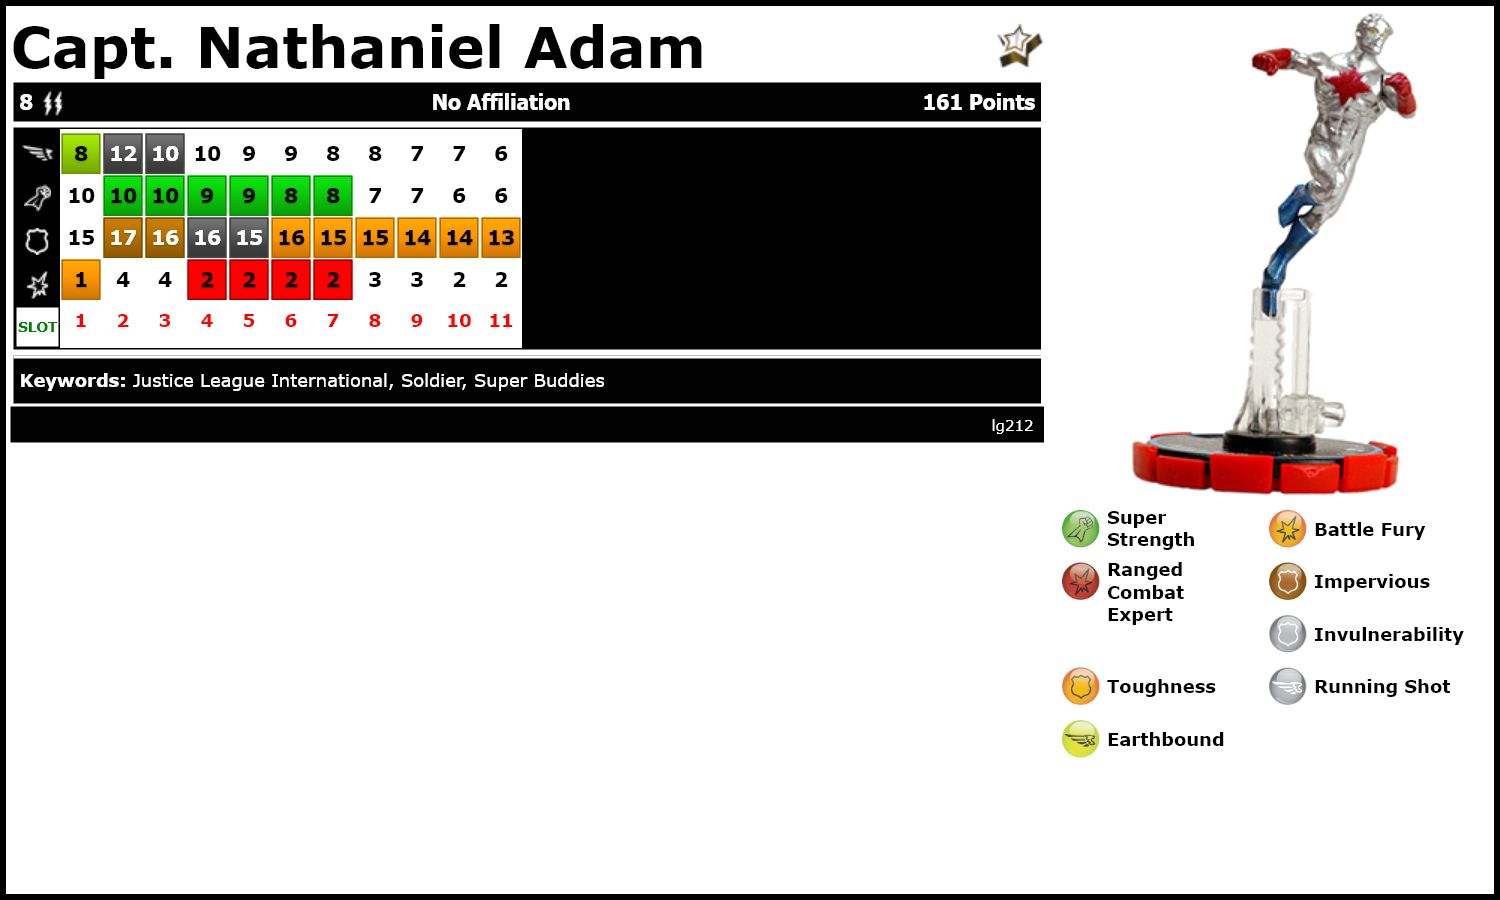 Capt. Nathaniel Adam
8 No Affiliation 161 Points
8 12 10 10 9 9 8 8 7 7 6
10 10 10 9 9 8 8 7 7 6 6
15 17 16 16 15 16 15 15 14 14 13
1 4 4 2 2 2 2 3 3 2 2
SLOT 1 2 3 4 5 6 7 8 9 10 11
Keywords: Justice League International, Soldier, Super Buddies
lg212
Super
Strength
Battle Fury
Ranged
Combat
Expert
Impervious
Invulnerability
Toughness
Running Shot
Earthbound